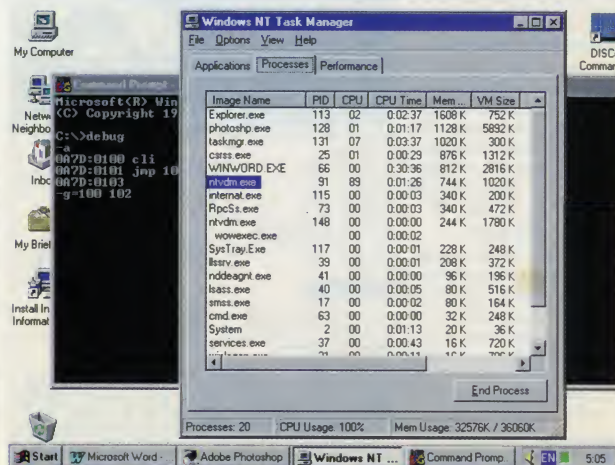 My Computer
Netw
Neighbo
Inbc
My Brief
Install In
Informat
DISC
Comman
Command Prompt
Microsoft(R) Win
(C) Copyright 19
C:\>debug
-a
0A7D:0100 cli
0A7D:0101 jmp 10
0A7D:0103
-g=100 102
Windows NT Task Manager
File Options View Help
Applications Processes Performance
Image Name PID CPU CPU Time Mem ... VM Size
Explorer.exe 113 02 0:02:37 1608 K 752 K
photoshp.exe 128 01 0:01:17 1128 K 5892 K
taskmgr.exe 131 07 0:03:37 1020 K 300 K
csrss.exe 25 01 0:00:29 876 K 1312 K
WINWORD.EXE 66 00 0:30:36 812 K 2816 K
ntvdm.exe 91 89 0:01:26 744 K 1020 K
internat.exe 115 00 0:00:03 340 K 200 K
RpcSs.exe 73 00 0:00:03 340 K 472 K
ntvdm.exe 148 00 0:00:00 244 K 1780 K
wowexec.exe 00 0:00:02
SysTray.Exe 117 00 0:00:01 228 K 248 K
llssrv.exe 39 00 0:00:01 208 K 372 K
nddeagnt.exe 41 00 0:00:00 96 K 196 K
lsass.exe 40 00 0:00:05 80 K 516 K
smss.exe 17 00 0:00:02 80 K 164 K
cmd.exe 63 00 0:00:00 32 K 248 K
System 2 00 0:01:13 20 K 36 K
services.exe 37 00 0:00:43 16 K 720 K
End Process
Processes: 20 CPU Usage: 100% Mem Usage: 32576K / 36060K
Start Microsoft Word - Adobe Photoshop Windows NT ... Command Promp... EN 5:05